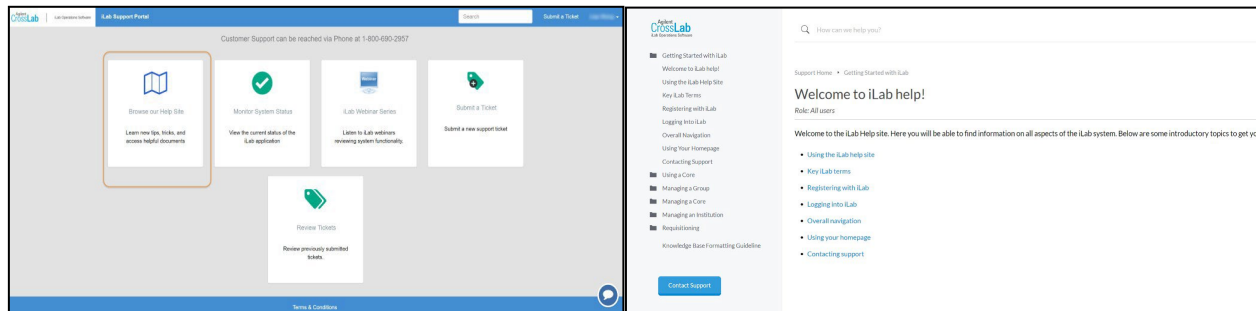 Agilent
CrossLab
iLab Operations Software
iLab Operations Software
iLab Support Portal
Search
Submit a Ticket
Customer Support can be reached via Phone at 1-800-690-2957
Browse our Help Site
Learn new tips, tricks, and
access helpful documents
Monitor System Status
View the current status of the
iLab application
iLab Webinar Series
Listen to iLab webinars
reviewing system functionality.
Submit a Ticket
Submit a new support ticket
Review Tickets
Review previously submitted
tickets.
Terms & Conditions
Agilent
CrossLab
iLab Operations Software
How can we help you?
Getting Started with iLab
Welcome to iLab help!
Using the iLab Help Site
Key iLab Terms
Registering with iLab
Logging Into iLab
Overall Navigation
Using Your Homepage
Contacting Support
Using a Core
Managing a Group
Managing a Core
Managing an Institution
Requisitioning
Knowledge Base Formatting Guideline
Contact Support
Support Home • Getting Started with iLab
Welcome to iLab help!
Role: All users
Welcome to the iLab Help site. Here you will be able to find information on all aspects of the iLab system. Below are some introductory topics to get yo
• Using the iLab help site
• Key iLab terms
• Registering with iLab
• Logging into iLab
• Overall navigation
• Using your homepage
• Contacting support